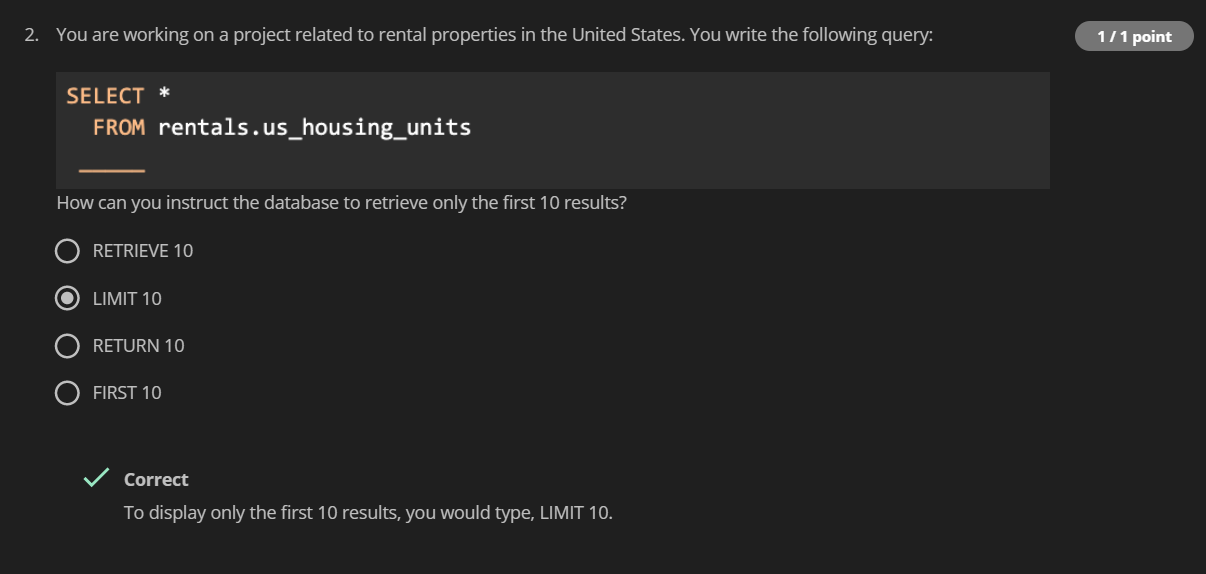 2. You are working on a project related to rental properties in the United States. You write the following query:
1 / 1 point
SELECT *
FROM rentals.us_housing_units
How can you instruct the database to retrieve only the first 10 results?
RETRIEVE 10
LIMIT 10
RETURN 10
FIRST 10
Correct
To display only the first 10 results, you would type, LIMIT 10.